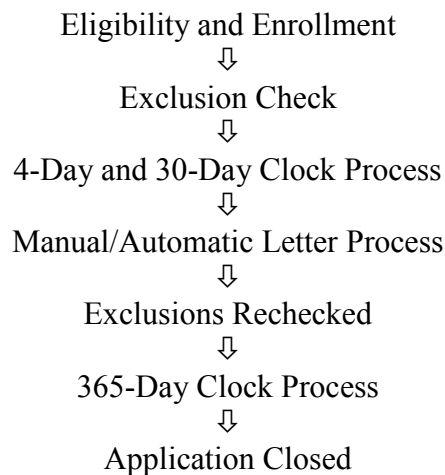 Eligibility and Enrollment
⇩
Exclusion Check
⇩
4-Day and 30-Day Clock Process
⇩
Manual/Automatic Letter Process
⇩
Exclusions Rechecked
⇩
365-Day Clock Process
⇩
Application Closed